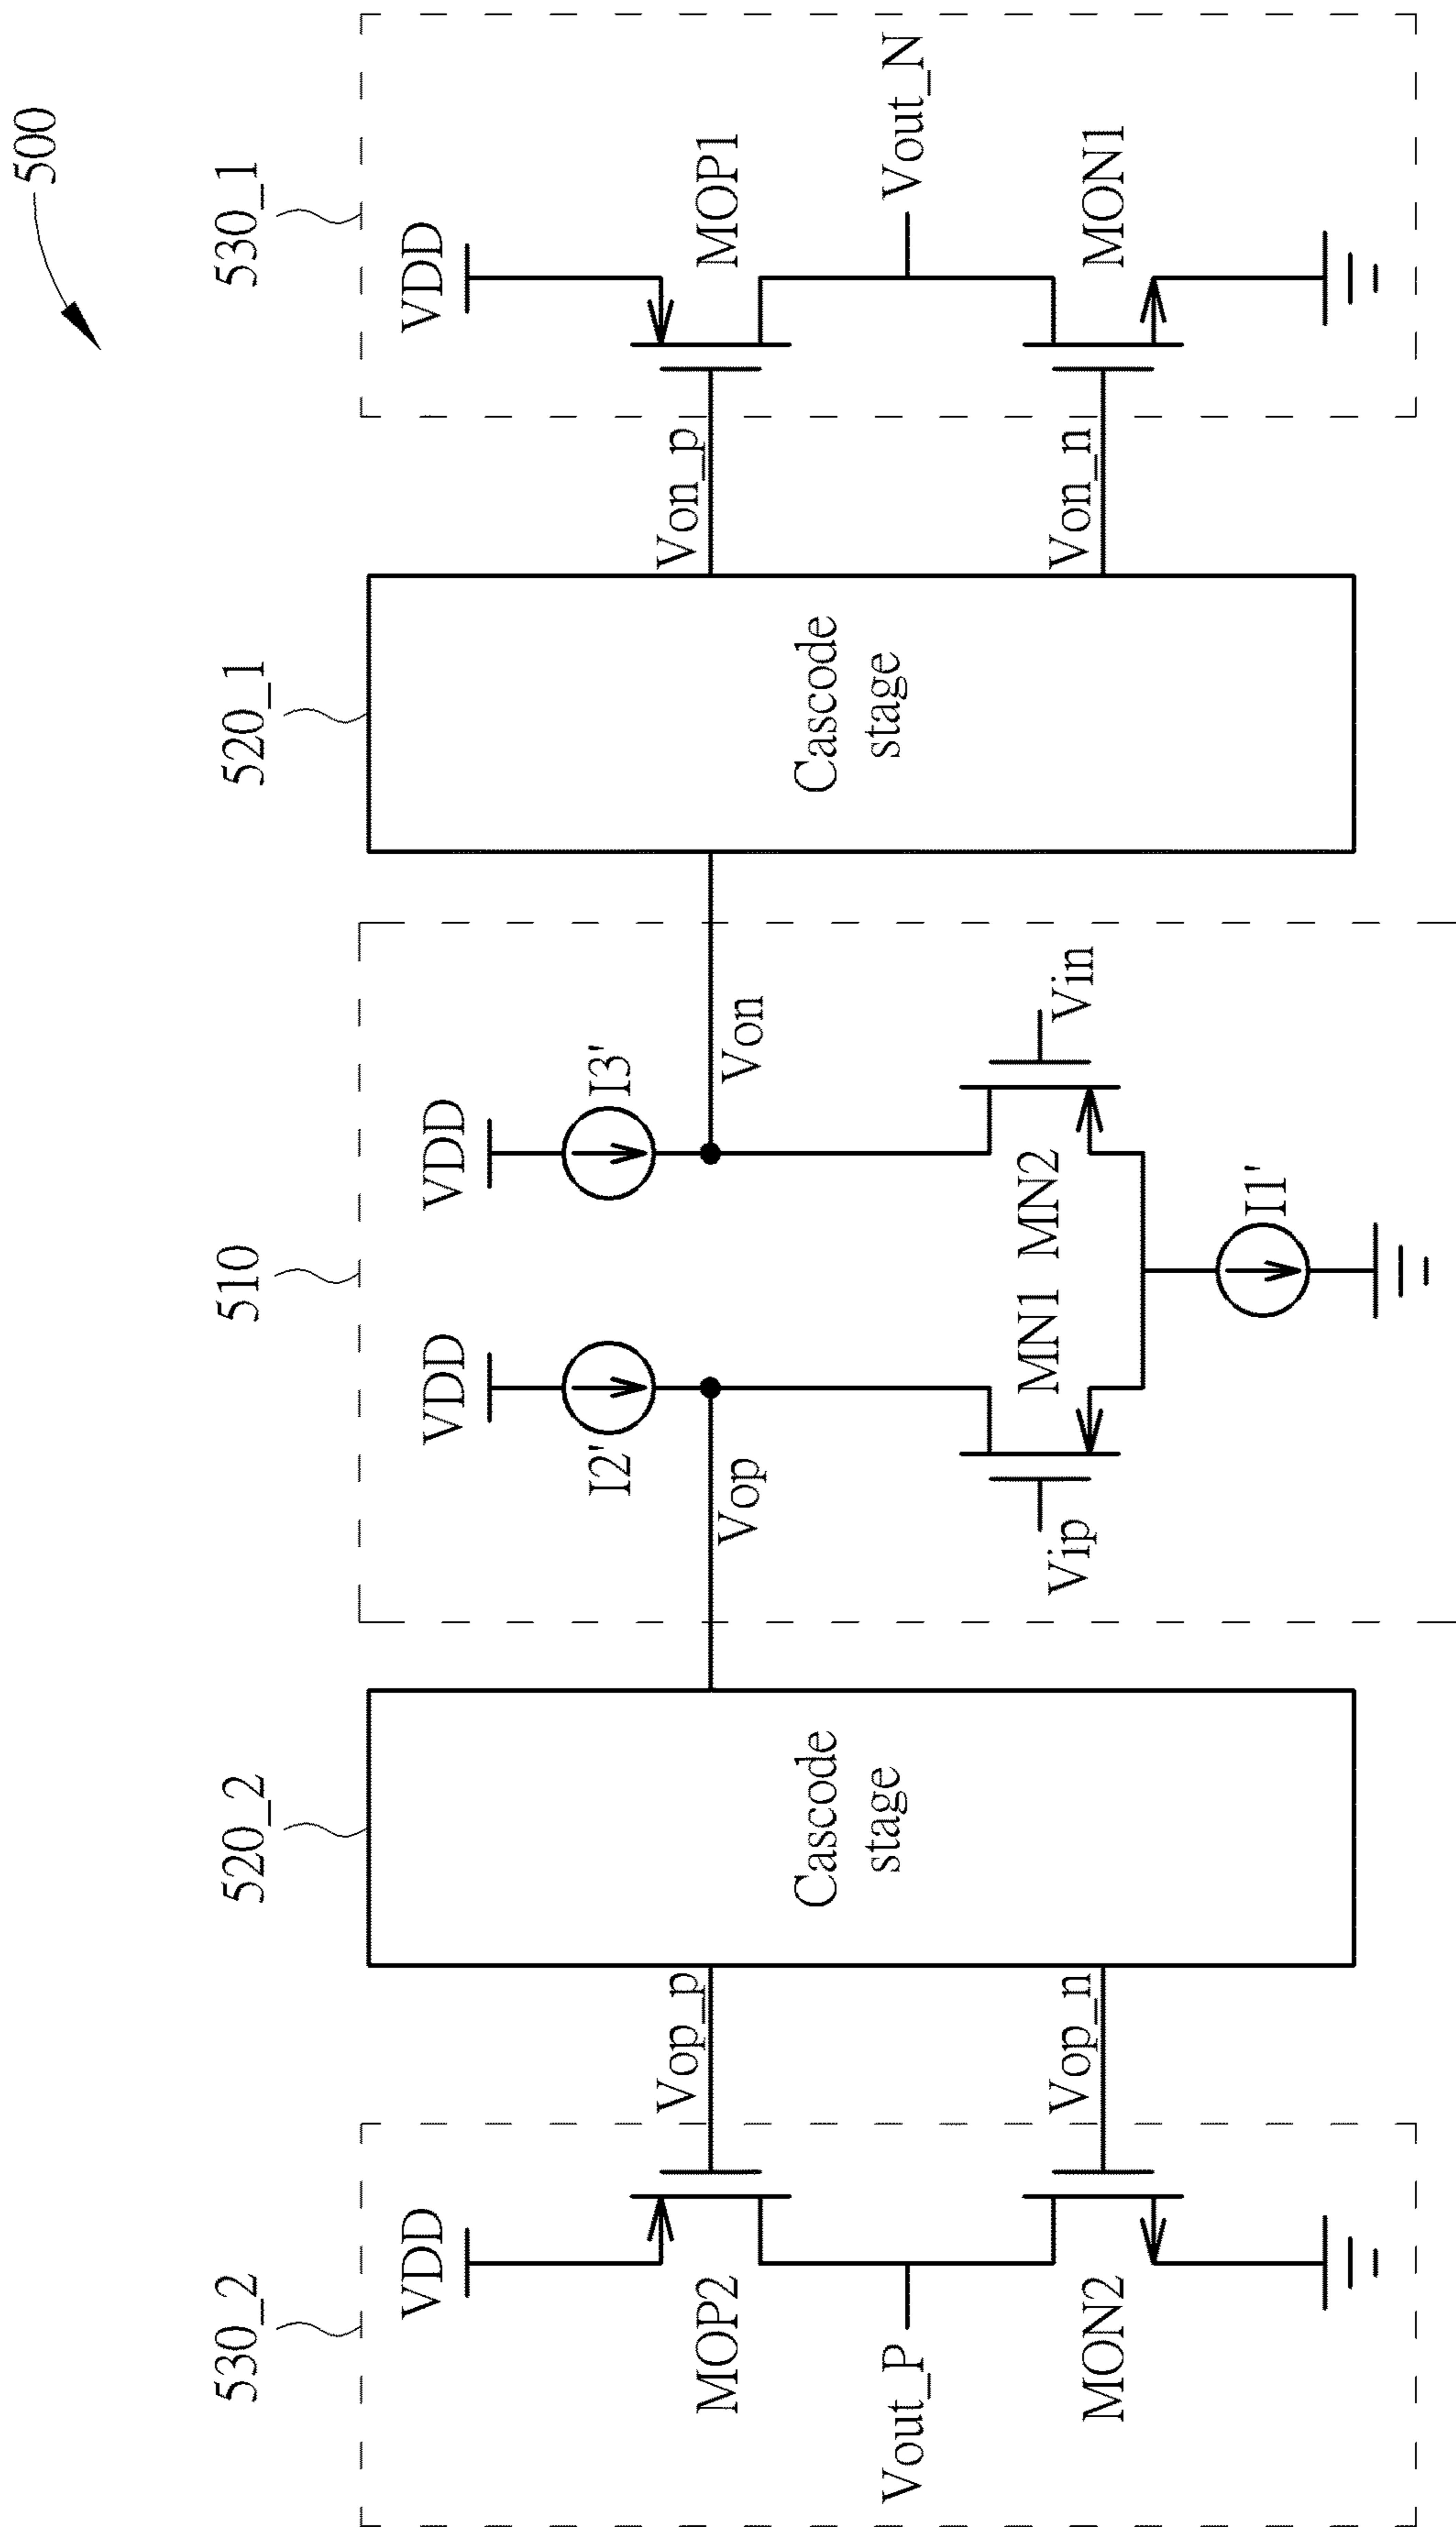 500
530_2
520_2
510
520_1
530_1
VDD
VDD
VDD
VDD
I2'
I3'
MOP2
Vop_p
Vop
Von
Von_p
MOP1
Vout_P
Cascode
stage
Cascode
stage
Vout_N
Vip
MN1
MN2
Vin
MON2
Vop_n
Von_n
MON1
I1'